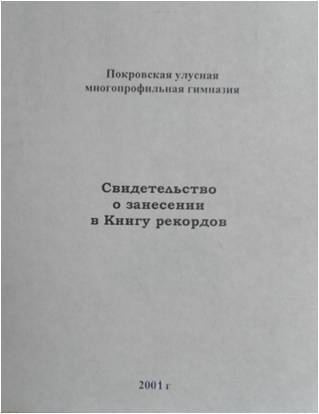 Покровская улусная
многопрофильная гимназия
Свидетельство
о занесении
в Книгу рекордов
2001 г